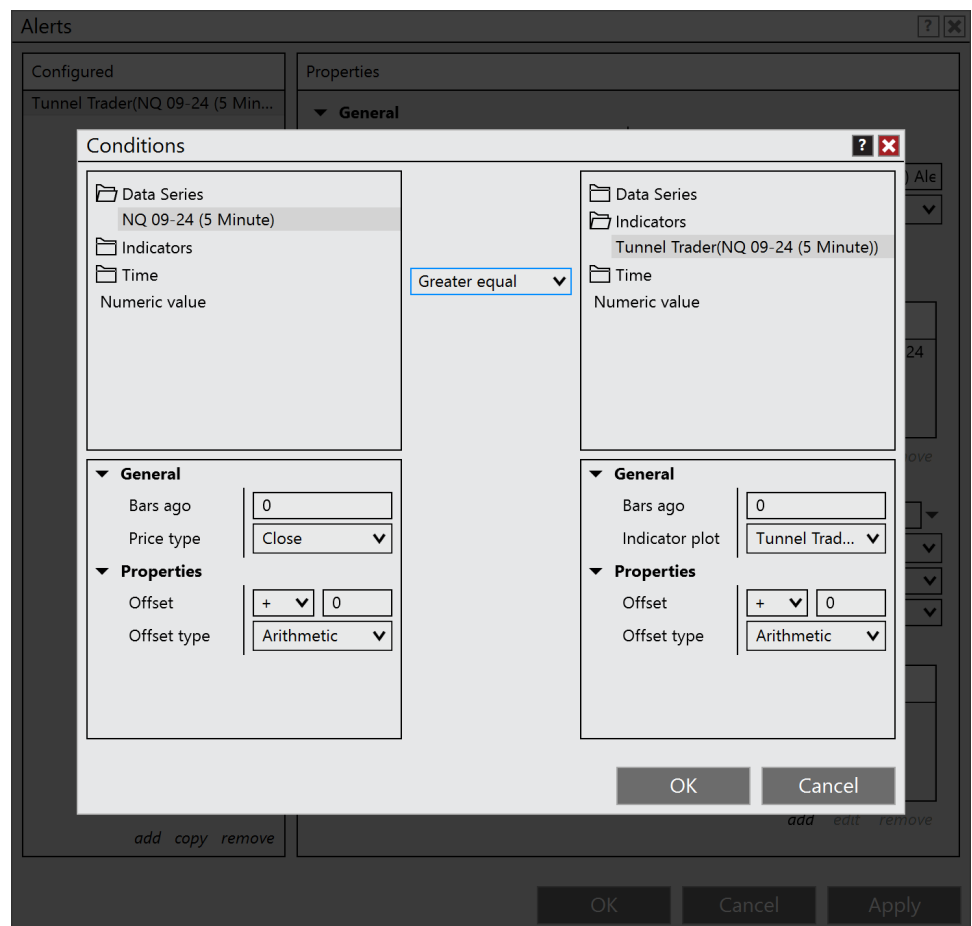 Alerts
?
Configured
Properties
Tunnel Trader(NQ 09-24 (5 Min...
General
) Ale
24
Conditions
?
Data Series
NQ 09-24 (5 Minute)
Indicators
Time
Numeric value
Greater equal
Data Series
Indicators
Tunnel Trader(NQ 09-24 (5 Minute))
Time
Numeric value
General
Bars ago 0
Price type Close
Properties
Offset + 0
Offset type Arithmetic
General
Bars ago 0
Indicator plot Tunnel Trad...
Properties
Offset + 0
Offset type Arithmetic
OK Cancel
add copy remove
add edit remove
OK Cancel Apply